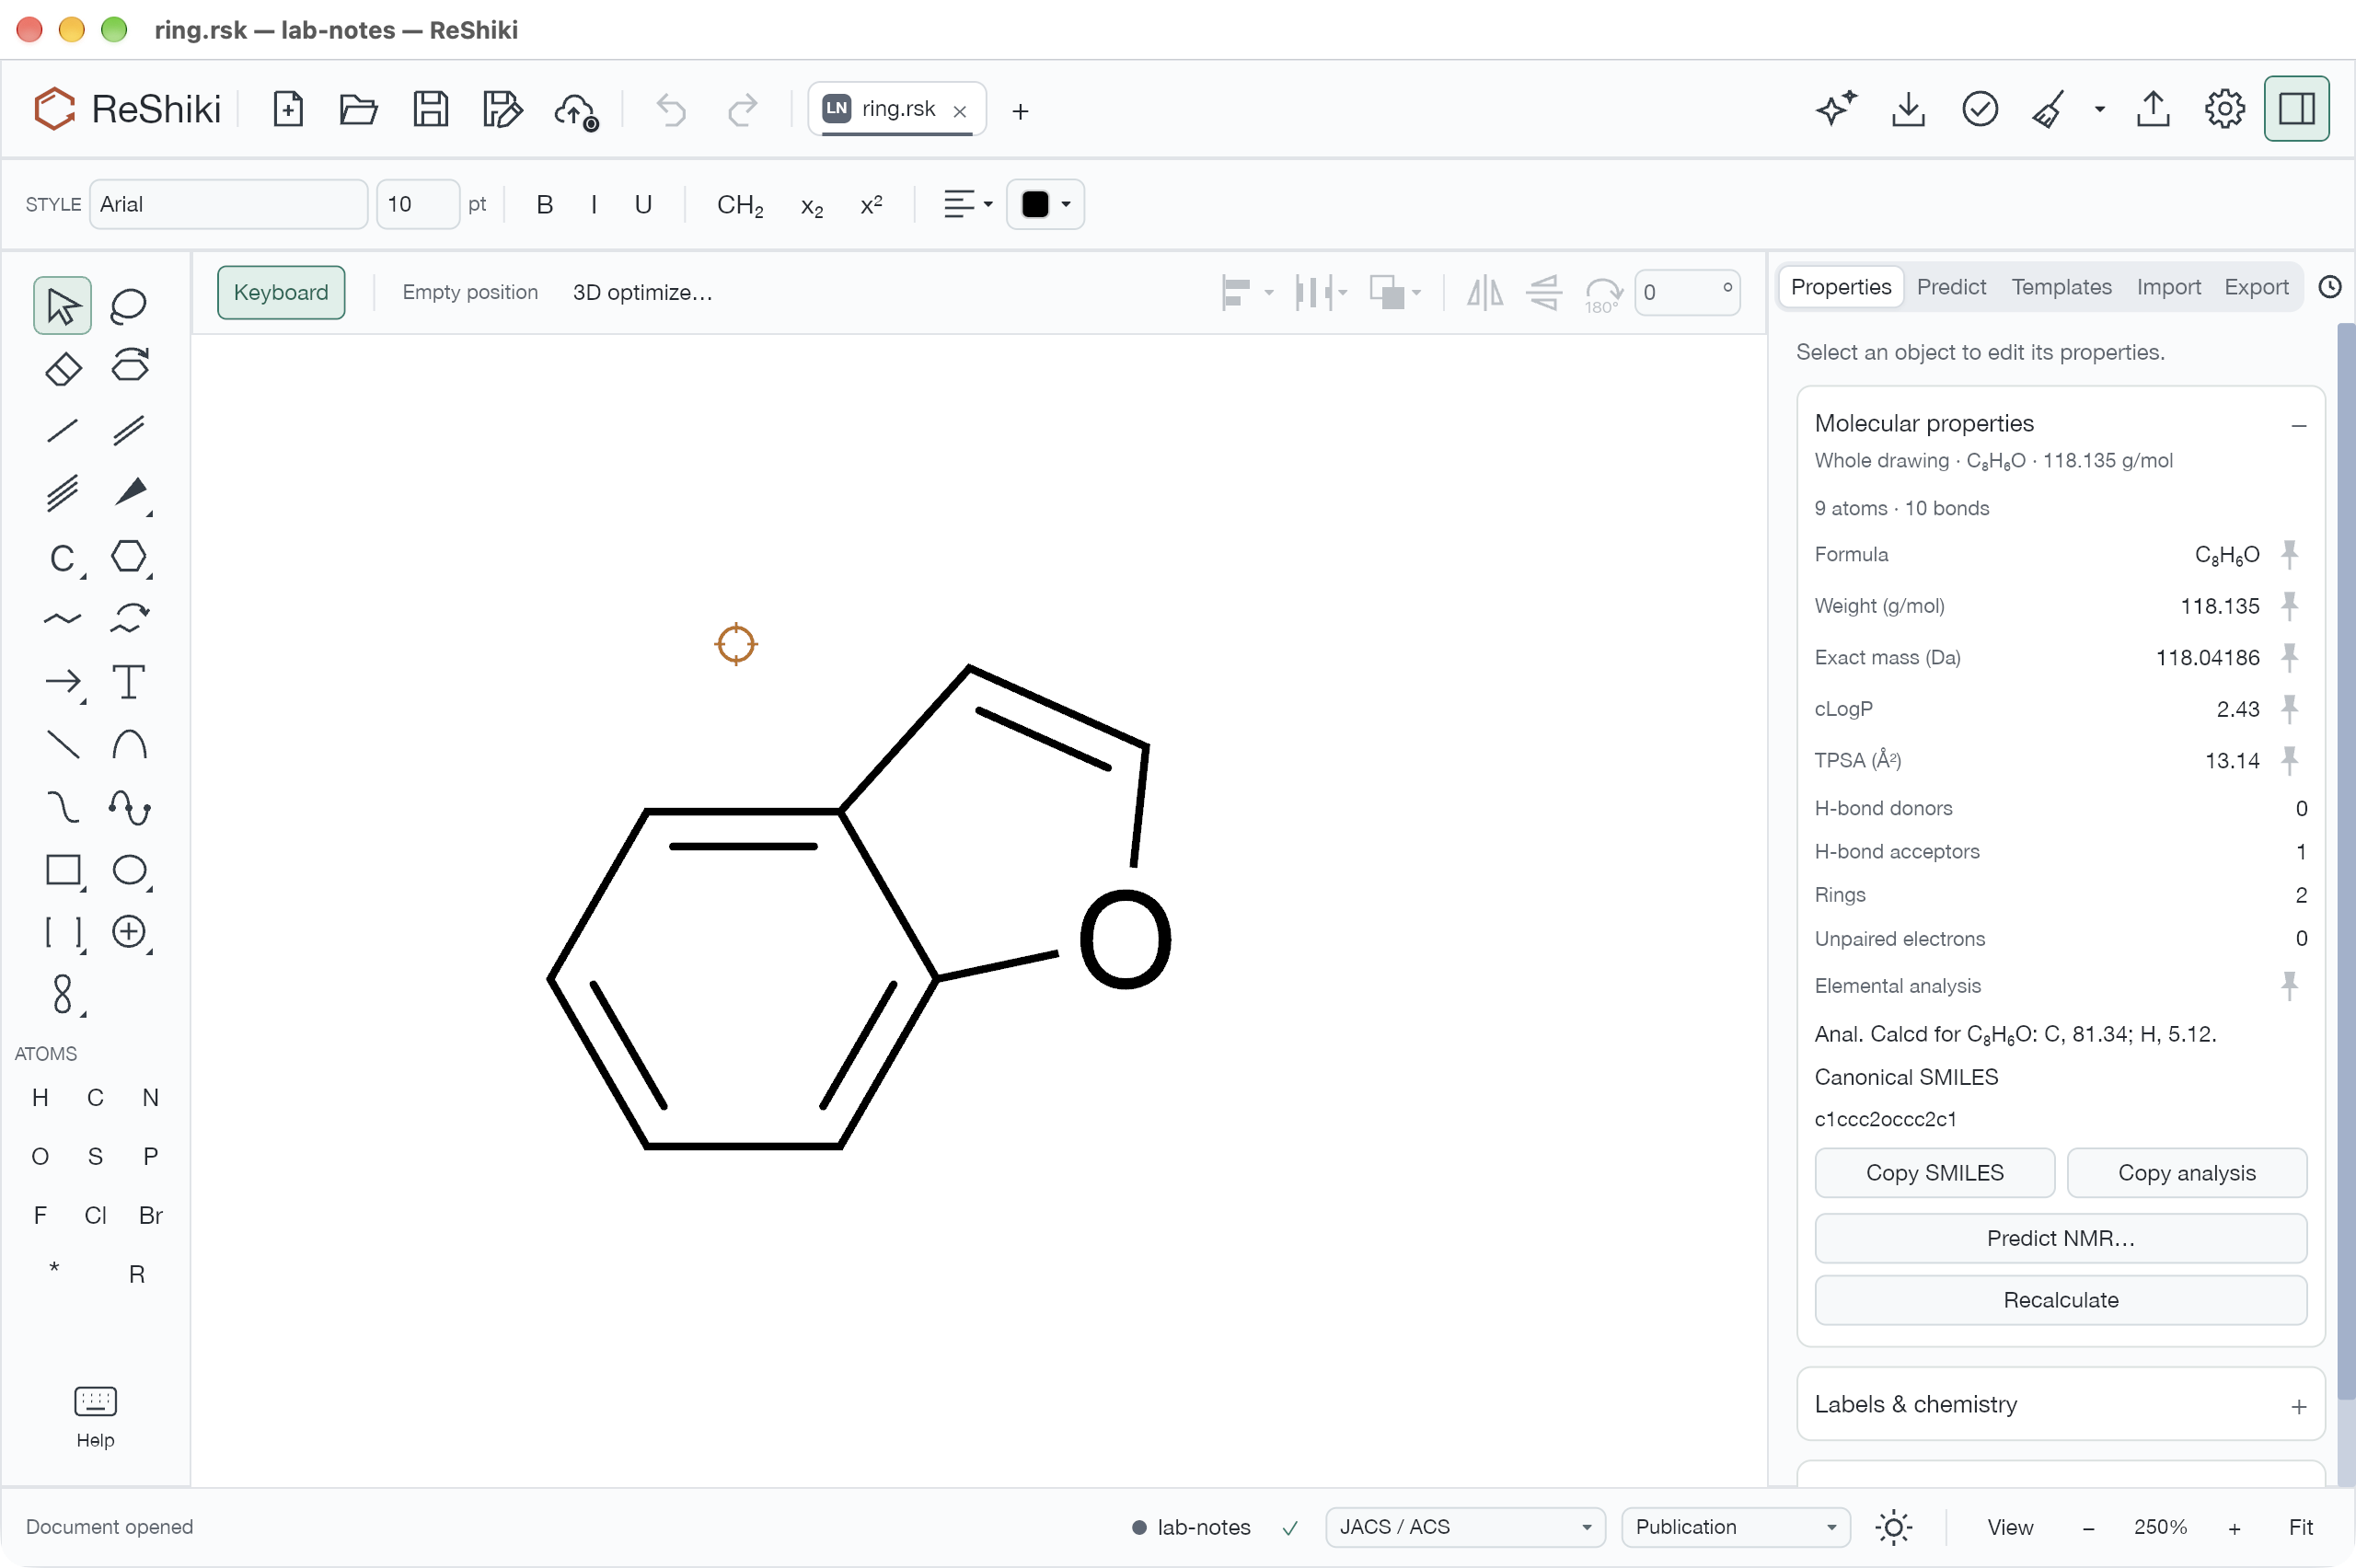 ring.rsk — lab-notes — ReShiki
ReShiki
LN ring.rsk
STYLE Arial 10 pt B I U CH₂ x₂ x²
Keyboard Empty position 3D optimize... 180° 0 °
Properties Predict Templates Import Export
Select an object to edit its properties.
Molecular properties
Whole drawing · C₈H₆O · 118.135 g/mol
9 atoms · 10 bonds
Formula C₈H₆O
Weight (g/mol) 118.135
Exact mass (Da) 118.04186
cLogP 2.43
TPSA (Å²) 13.14
H-bond donors 0
H-bond acceptors 1
Rings 2
Unpaired electrons 0
Elemental analysis
Anal. Calcd for C₈H₆O: C, 81.34; H, 5.12.
Canonical SMILES
c1ccc2occc2c1
Copy SMILES Copy analysis
Predict NMR...
Recalculate
Labels & chemistry
C
T
[ ]
O
ATOMS
H C N
O S P
F Cl Br
* R
Help
Document opened lab-notes JACS / ACS Publication View − 250% + Fit